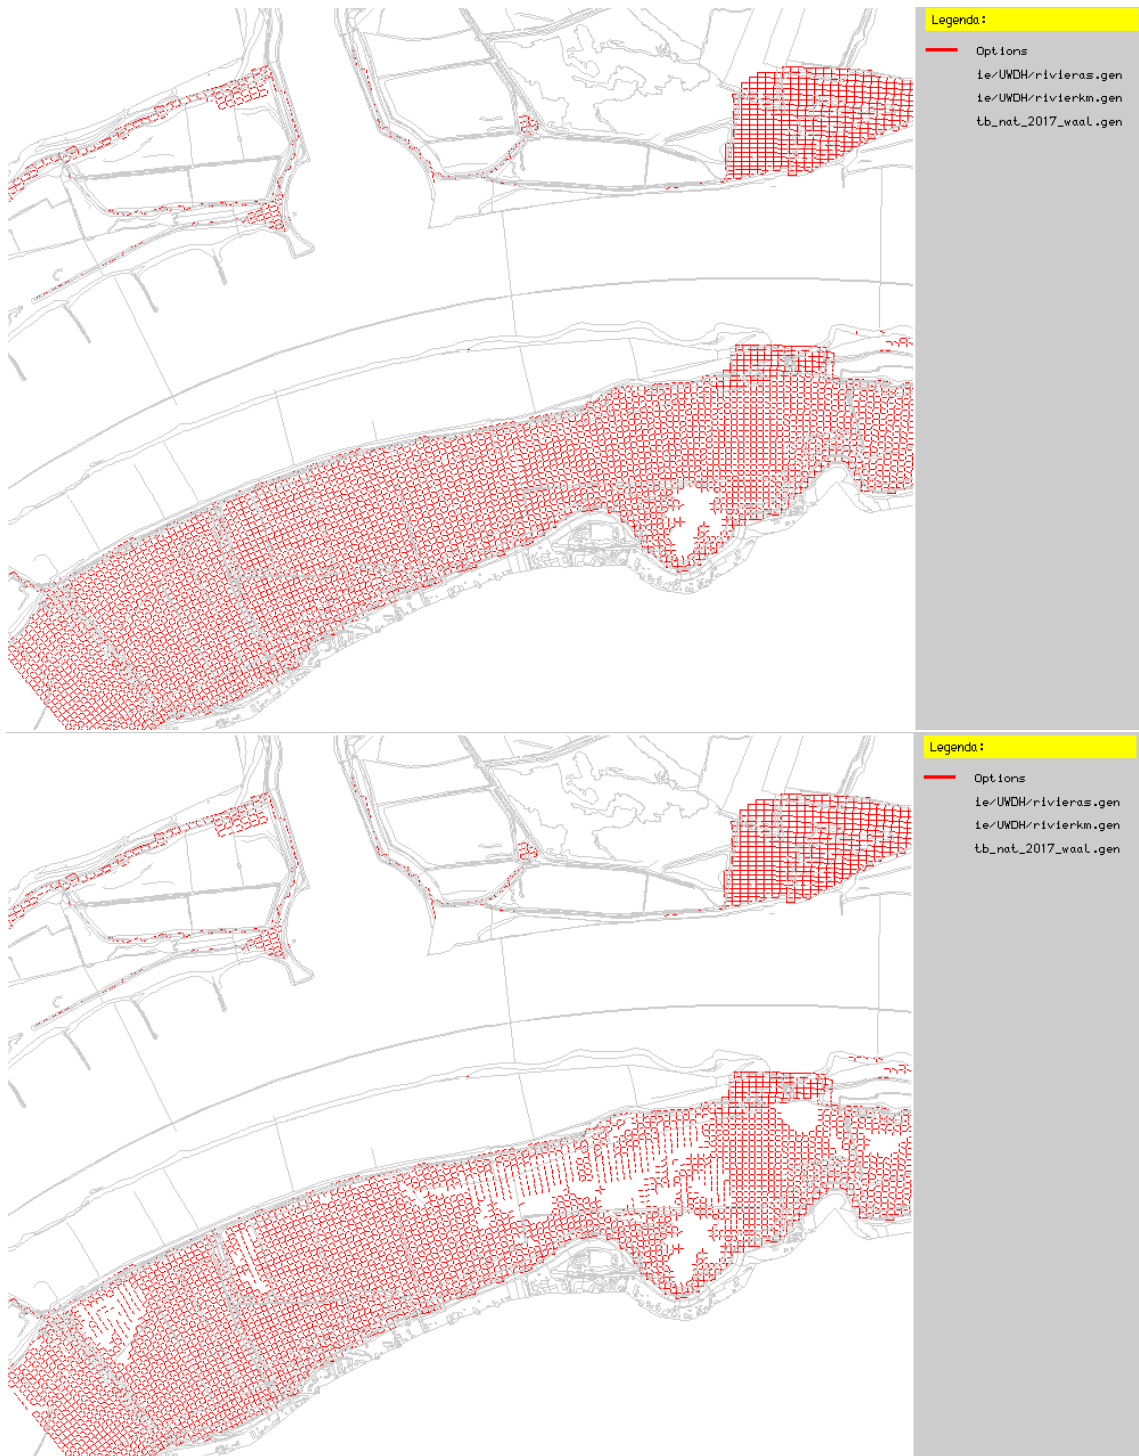 Legenda:
Options
ie/UWDH/rivieras.gen
ie/UWDH/rivierkm.gen
tb_nat_2017_waal.gen
Legenda:
Options
ie/UWDH/rivieras.gen
ie/UWDH/rivierkm.gen
tb_nat_2017_waal.gen